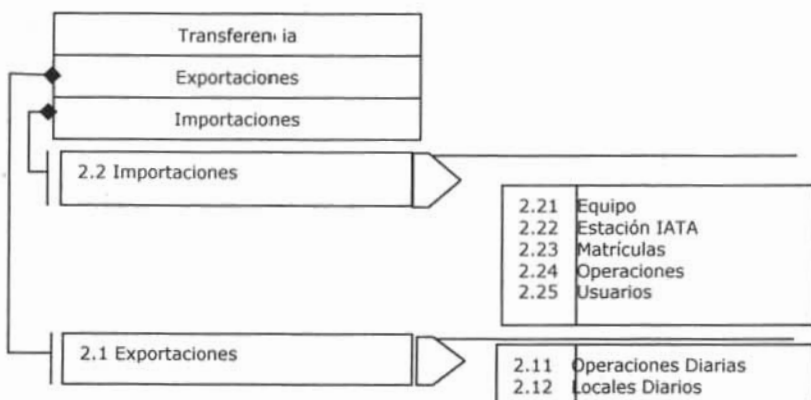 Transferencia
Exportaciones
Importaciones
2.2 Importaciones
2.21 Equipo
2.22 Estación IATA
2.23 Matrículas
2.24 Operaciones
2.25 Usuarios
2.1 Exportaciones
2.11 Operaciones Diarias
2.12 Locales Diarios